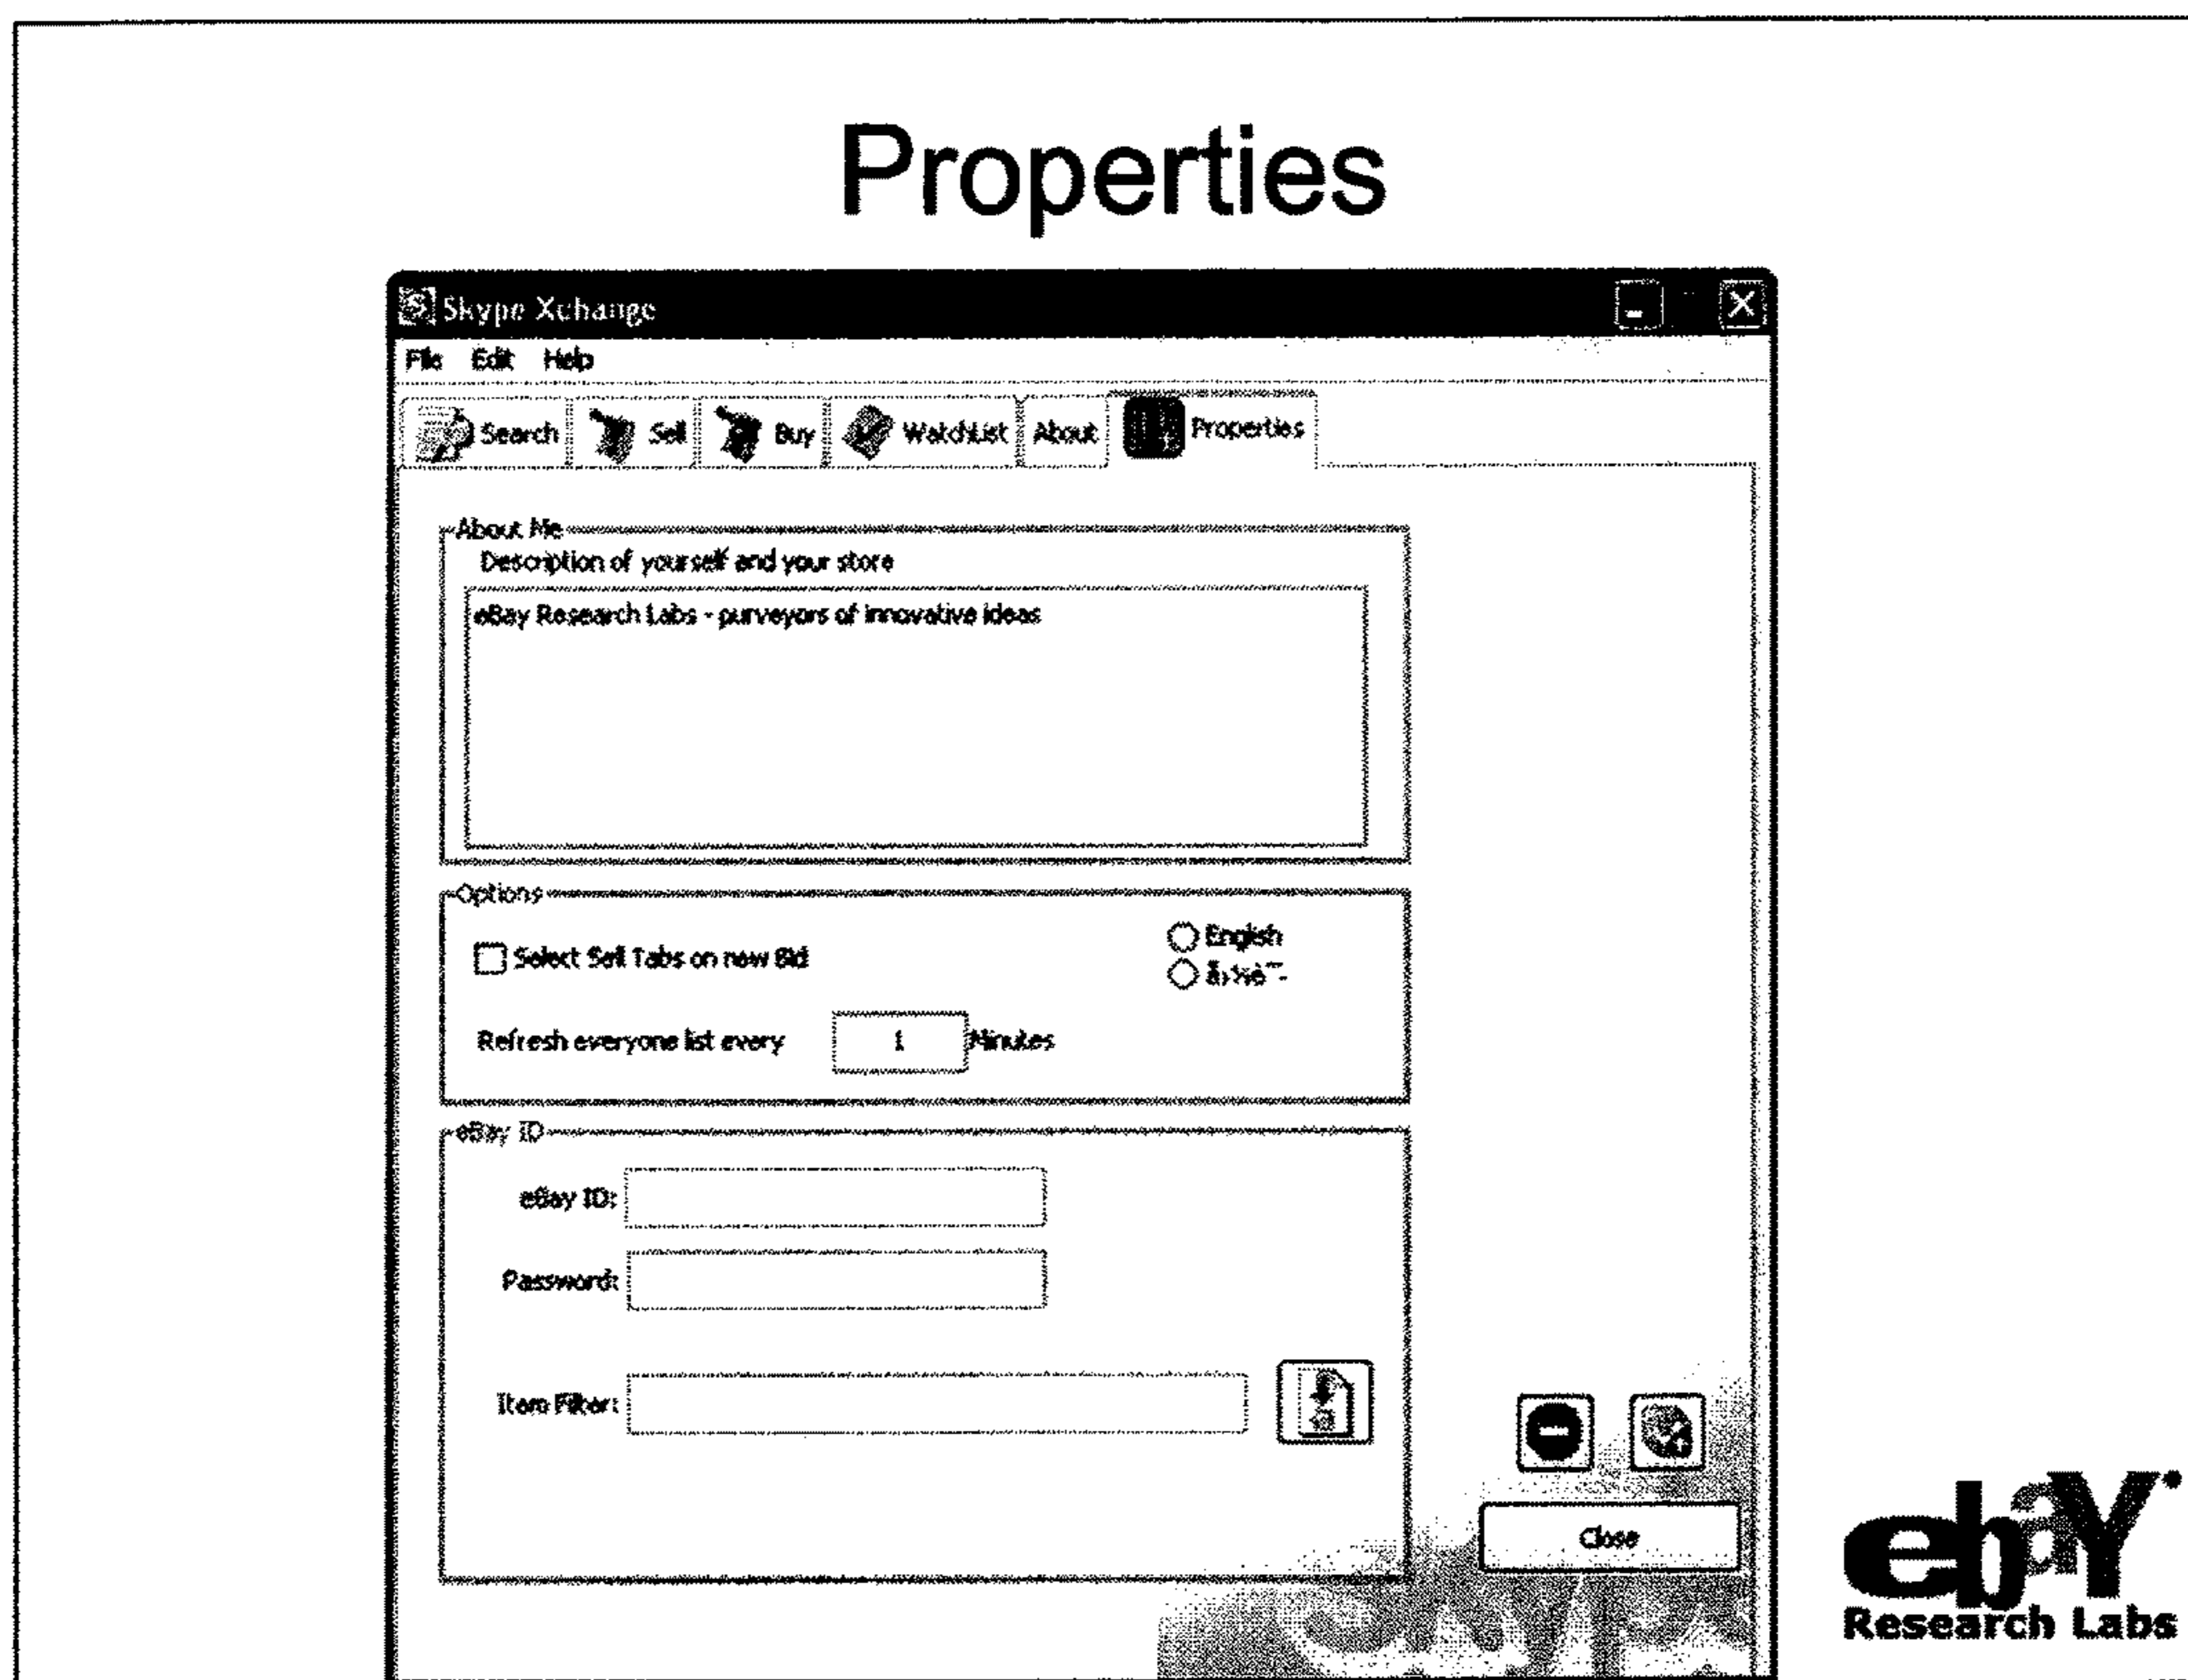 Properties
Skype Xchange
File Edit Help
Search Sell Buy WatchList About Properties
About Me
Description of yourself and your store
eBay Research Labs - purveyors of innovative ideas
Options
Select Sell Tabs on new Bid
English
Refresh everyone list every 1 Minutes
eBay ID
eBay ID:
Password:
Item Filter:
Close
skype
ebaY
Research Labs